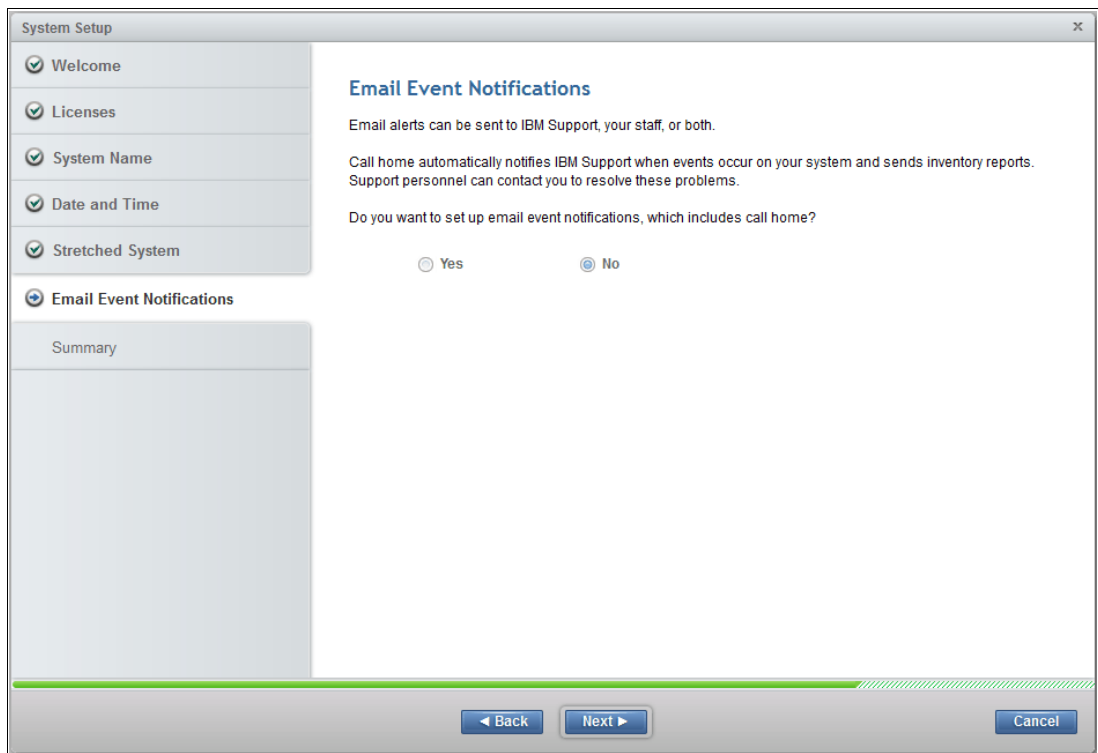 System Setup x
Welcome
Licenses
System Name
Date and Time
Stretched System
Email Event Notifications
Summary
Email Event Notifications
Email alerts can be sent to IBM Support, your staff, or both.
Call home automatically notifies IBM Support when events occur on your system and sends inventory reports.
Support personnel can contact you to resolve these problems.
Do you want to set up email event notifications, which includes call home?
Yes No
Back Next Cancel